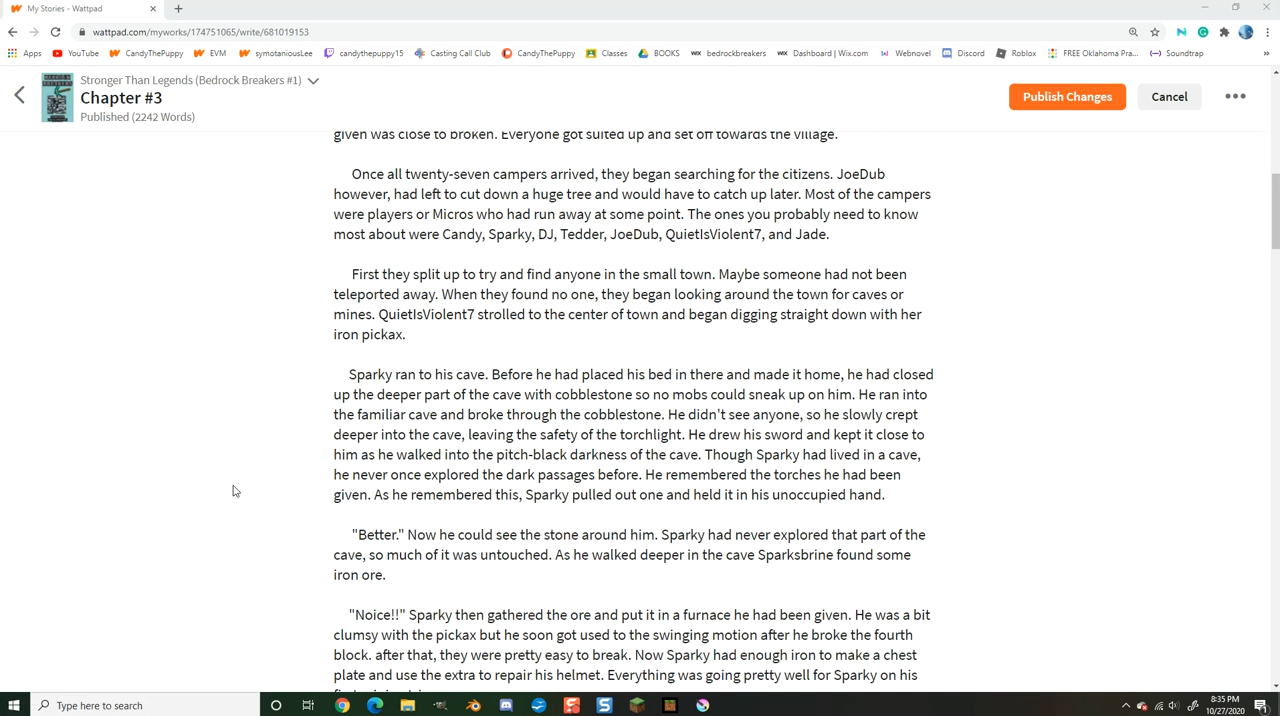 My Stories - Wattpad
wattpad.com/myworks/174751065/write/681019153
Apps YouTube CandyThePuppy EVM symotaniousLee candythepuppy15 Casting Call Club CandyThePuppy Classes BOOKS bedrockbreakers Dashboard | Wix.com Webnovel Discord Roblox FREE Oklahoma Pra... Soundtrap »
Stronger Than Legends (Bedrock Breakers #1)
Chapter #3
Published (2242 Words)
Publish Changes Cancel
given was close to broken. Everyone got suited up and set off towards the village.
Once all twenty-seven campers arrived, they began searching for the citizens. JoeDub
however, had left to cut down a huge tree and would have to catch up later. Most of the campers
were players or Micros who had run away at some point. The ones you probably need to know
most about were Candy, Sparky, DJ, Tedder, JoeDub, QuietIsViolent7, and Jade.
First they split up to try and find anyone in the small town. Maybe someone had not been
teleported away. When they found no one, they began looking around the town for caves or
mines. QuietIsViolent7 strolled to the center of town and began digging straight down with her
iron pickax.
Sparky ran to his cave. Before he had placed his bed in there and made it home, he had closed
up the deeper part of the cave with cobblestone so no mobs could sneak up on him. He ran into
the familiar cave and broke through the cobblestone. He didn't see anyone, so he slowly crept
deeper into the cave, leaving the safety of the torchlight. He drew his sword and kept it close to
him as he walked into the pitch-black darkness of the cave. Though Sparky had lived in a cave,
he never once explored the dark passages before. He remembered the torches he had been
given. As he remembered this, Sparky pulled out one and held it in his unoccupied hand.
"Better." Now he could see the stone around him. Sparky had never explored that part of the
cave, so much of it was untouched. As he walked deeper in the cave Sparksbrine found some
iron ore.
"Noice!!" Sparky then gathered the ore and put it in a furnace he had been given. He was a bit
clumsy with the pickax but he soon got used to the swinging motion after he broke the fourth
block. after that, they were pretty easy to break. Now Sparky had enough iron to make a chest
plate and use the extra to repair his helmet. Everything was going pretty well for Sparky on his
Type here to search
8:35 PM
10/27/2020